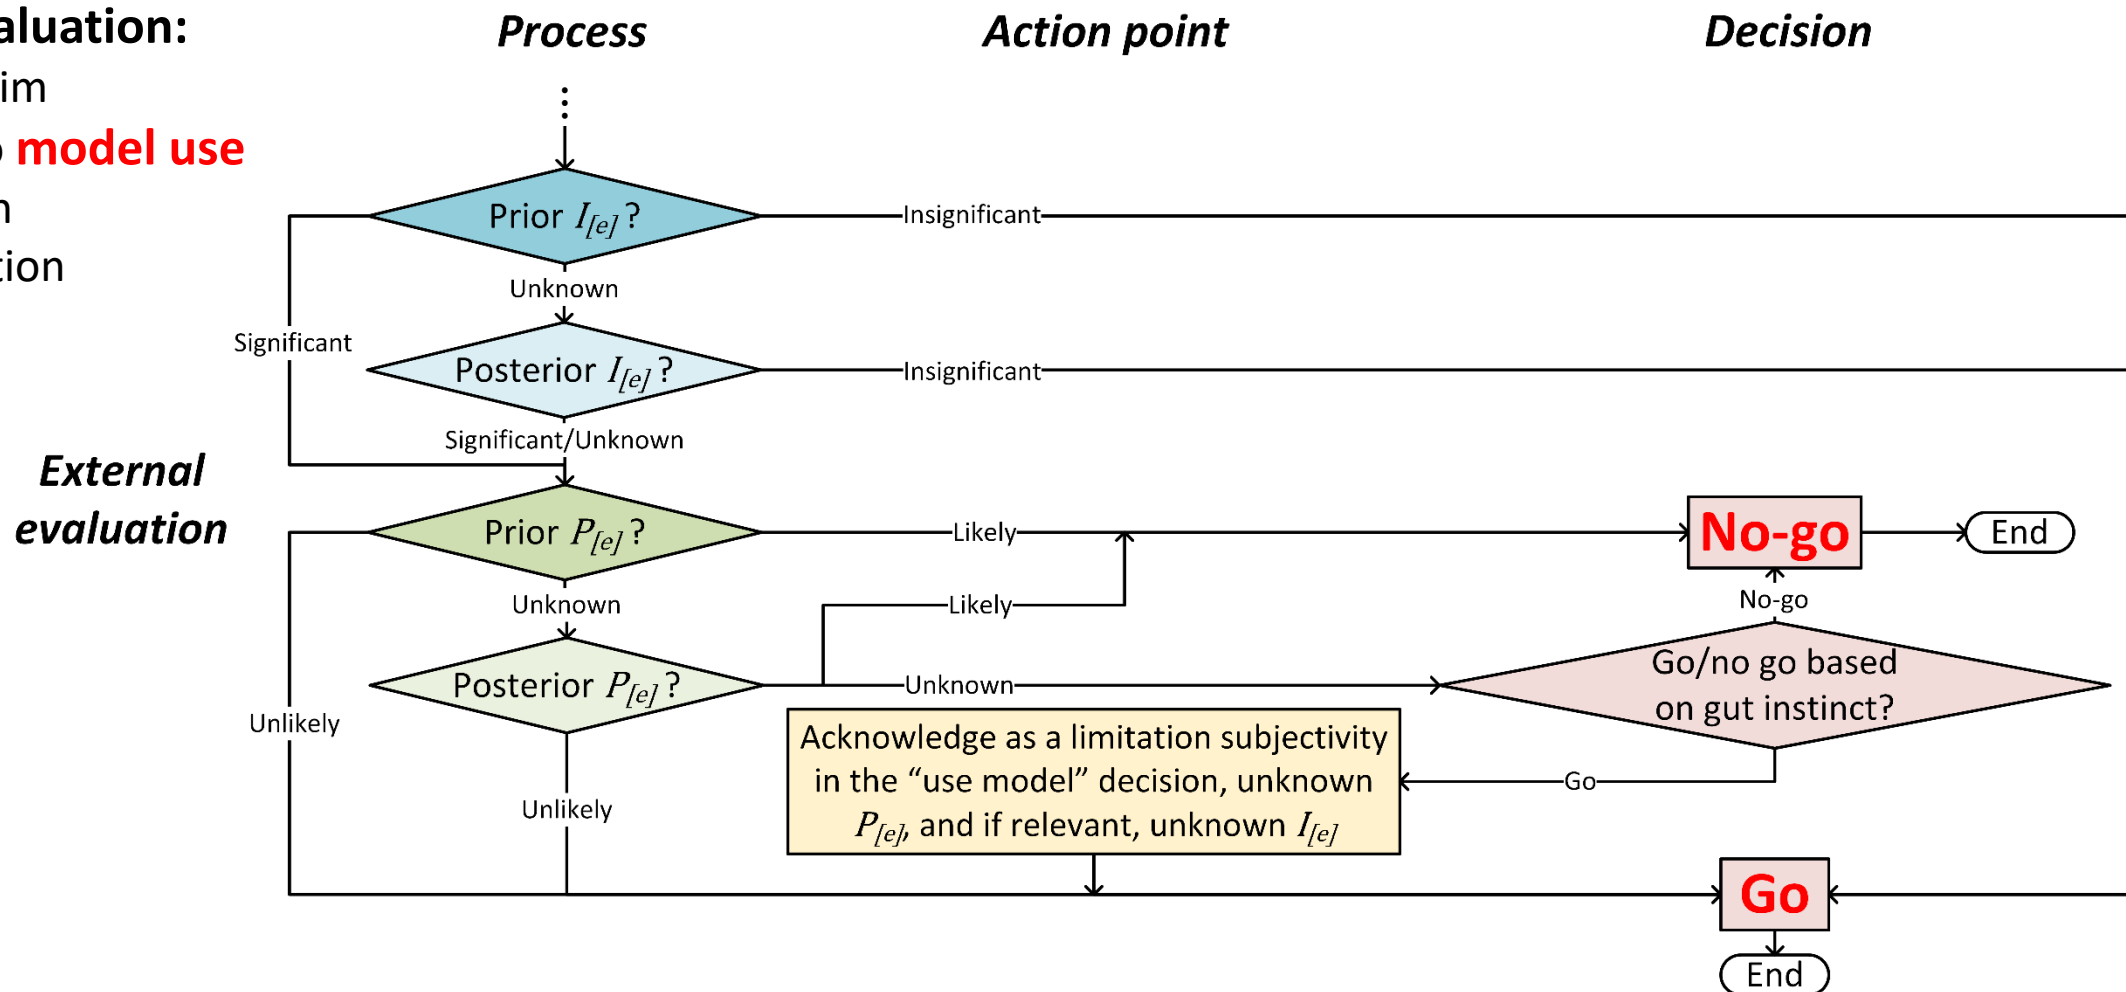 aluation:
im
model use
tion
Process
Action point
Decision
Prior I[e] ?
Insignificant
Unknown
Significant
Posterior I[e] ?
Insignificant
Significant/Unknown
External
evaluation
Prior P[e] ?
Likely
No-go
End
Unknown
Likely
No-go
Posterior P[e] ?
Unknown
Go/no go based
on gut instinct?
Unlikely
Acknowledge as a limitation subjectivity
in the “use model” decision, unknown
P[e], and if relevant, unknown I[e]
Go
Unlikely
Go
End